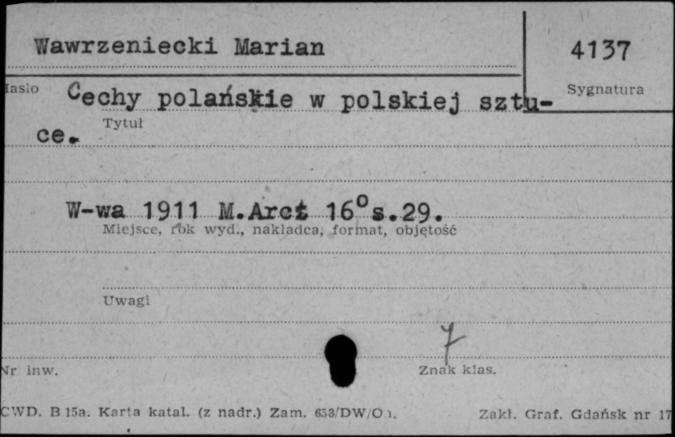 Wawrzeniecki Marian
4137
Hasło
Sygnatura
Cechy polańskie w polskiej sztu-
Tytuł
ce.
W-wa 1911 M.Arct 16° s.29.
Miejsce, rok wyd., nakładca, format, objętość
Uwagi
7
Nr inw.
Znak klas.
CWD. B 15a. Karta katal. (z nadr.) Zam. 658/DW/O
Zakł. Graf. Gdańsk nr 17